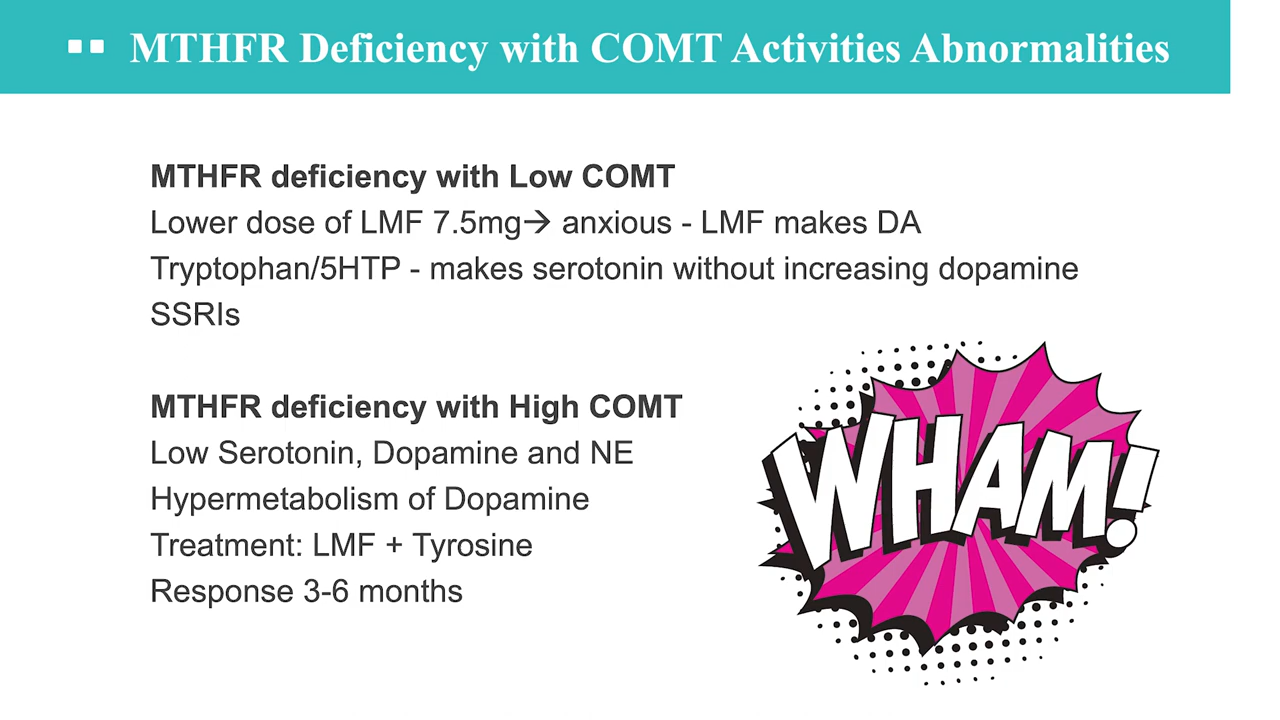 MTHFR Deficiency with COMT Activities Abnormalities
MTHFR deficiency with Low COMT
Lower dose of LMF 7.5mg→ anxious - LMF makes DA
Tryptophan/5HTP - makes serotonin without increasing dopamine
SSRIs
MTHFR deficiency with High COMT
Low Serotonin, Dopamine and NE
Hypermetabolism of Dopamine
Treatment: LMF + Tyrosine
Response 3-6 months
WHAM!